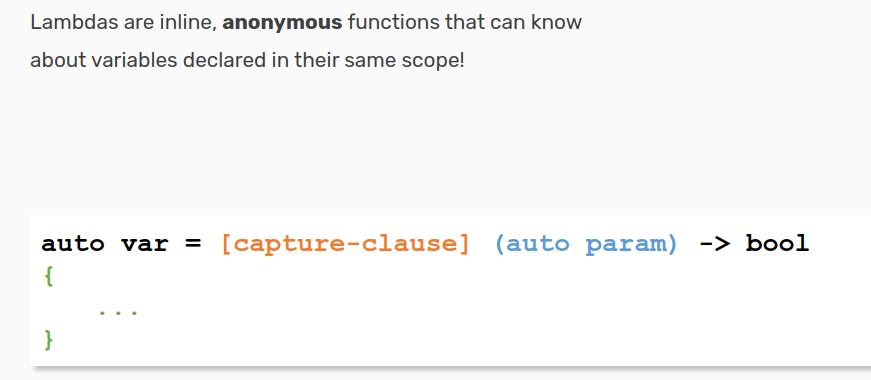 Lambdas are inline, anonymous functions that can know
about variables declared in their same scope!
auto var = [capture-clause] (auto param) -> bool
{
    ...
}